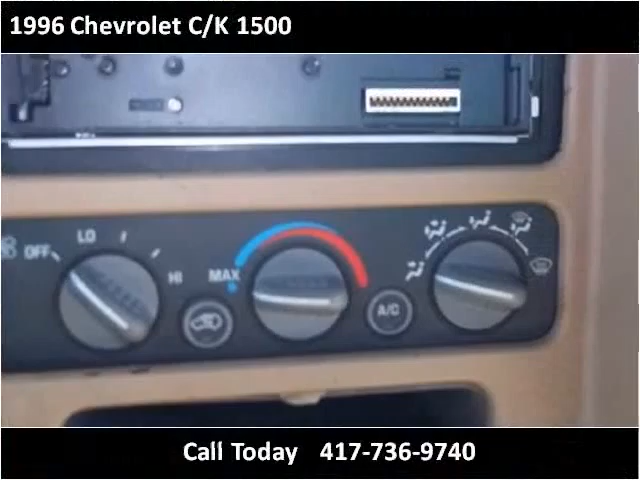 1996 Chevrolet C/K 1500
LO
OFF
HI
MAX
A/C
Call Today 417-736-9740